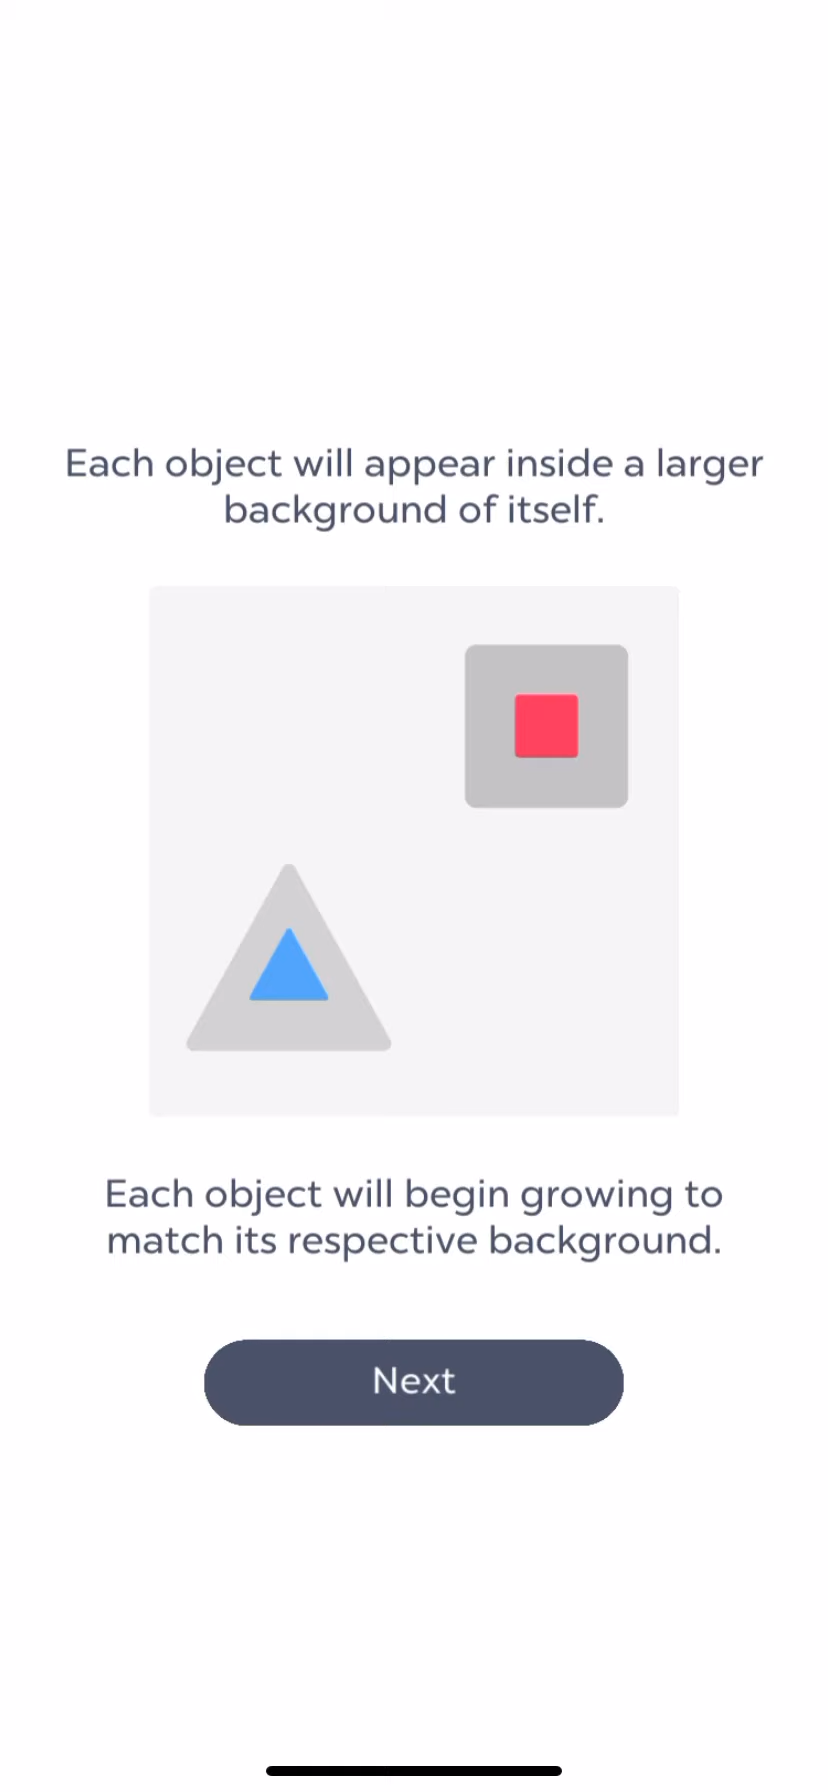 Each object will appear inside a larger
background of itself.
Each object will begin growing to
match its respective background.
Next